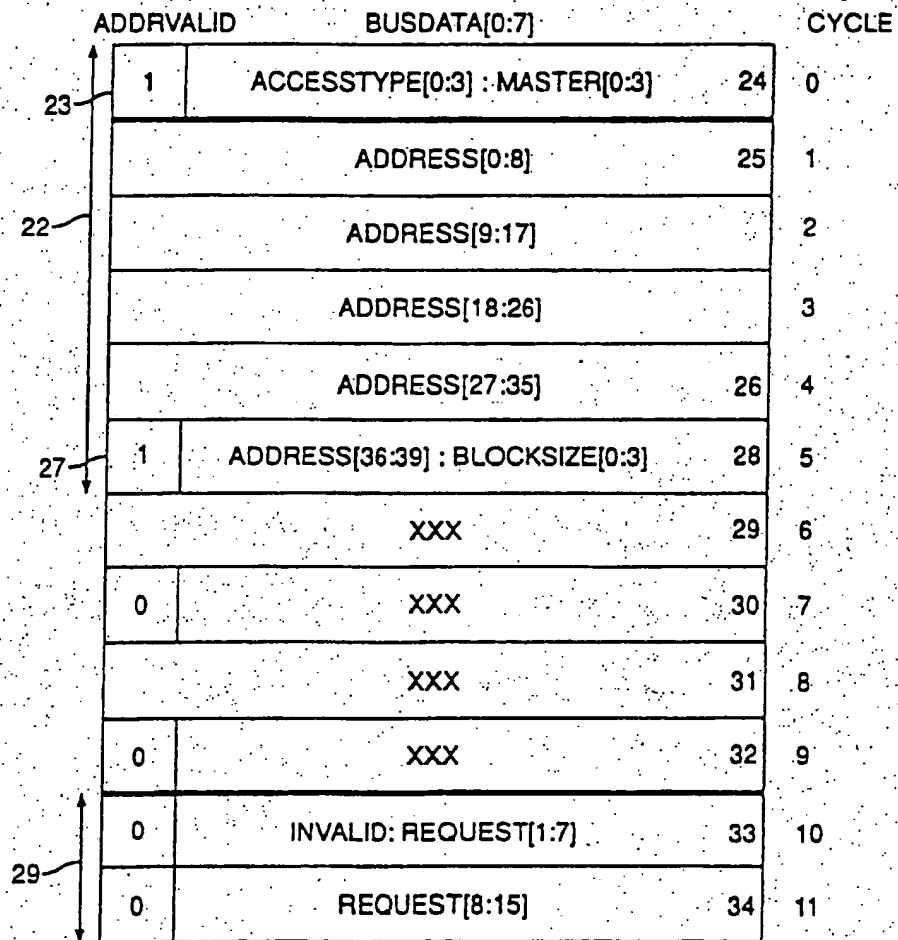 ADDRVALID BUSDATA[0:7] CYCLE
1 ACCESSTYPE[0:3] : MASTER[0:3] 24 0
23
ADDRESS[0:8] 25 1
22 ADDRESS[9:17] 2
ADDRESS[18:26] 3
ADDRESS[27:35] 26 4
27 1 ADDRESS[36:39] : BLOCKSIZE[0:3] 28 5
XXX 29 6
0 XXX 30 7
XXX 31 8
0 XXX 32 9
0 INVALID: REQUEST[1:7] 33 10
29
0 REQUEST[8:15] 34 11